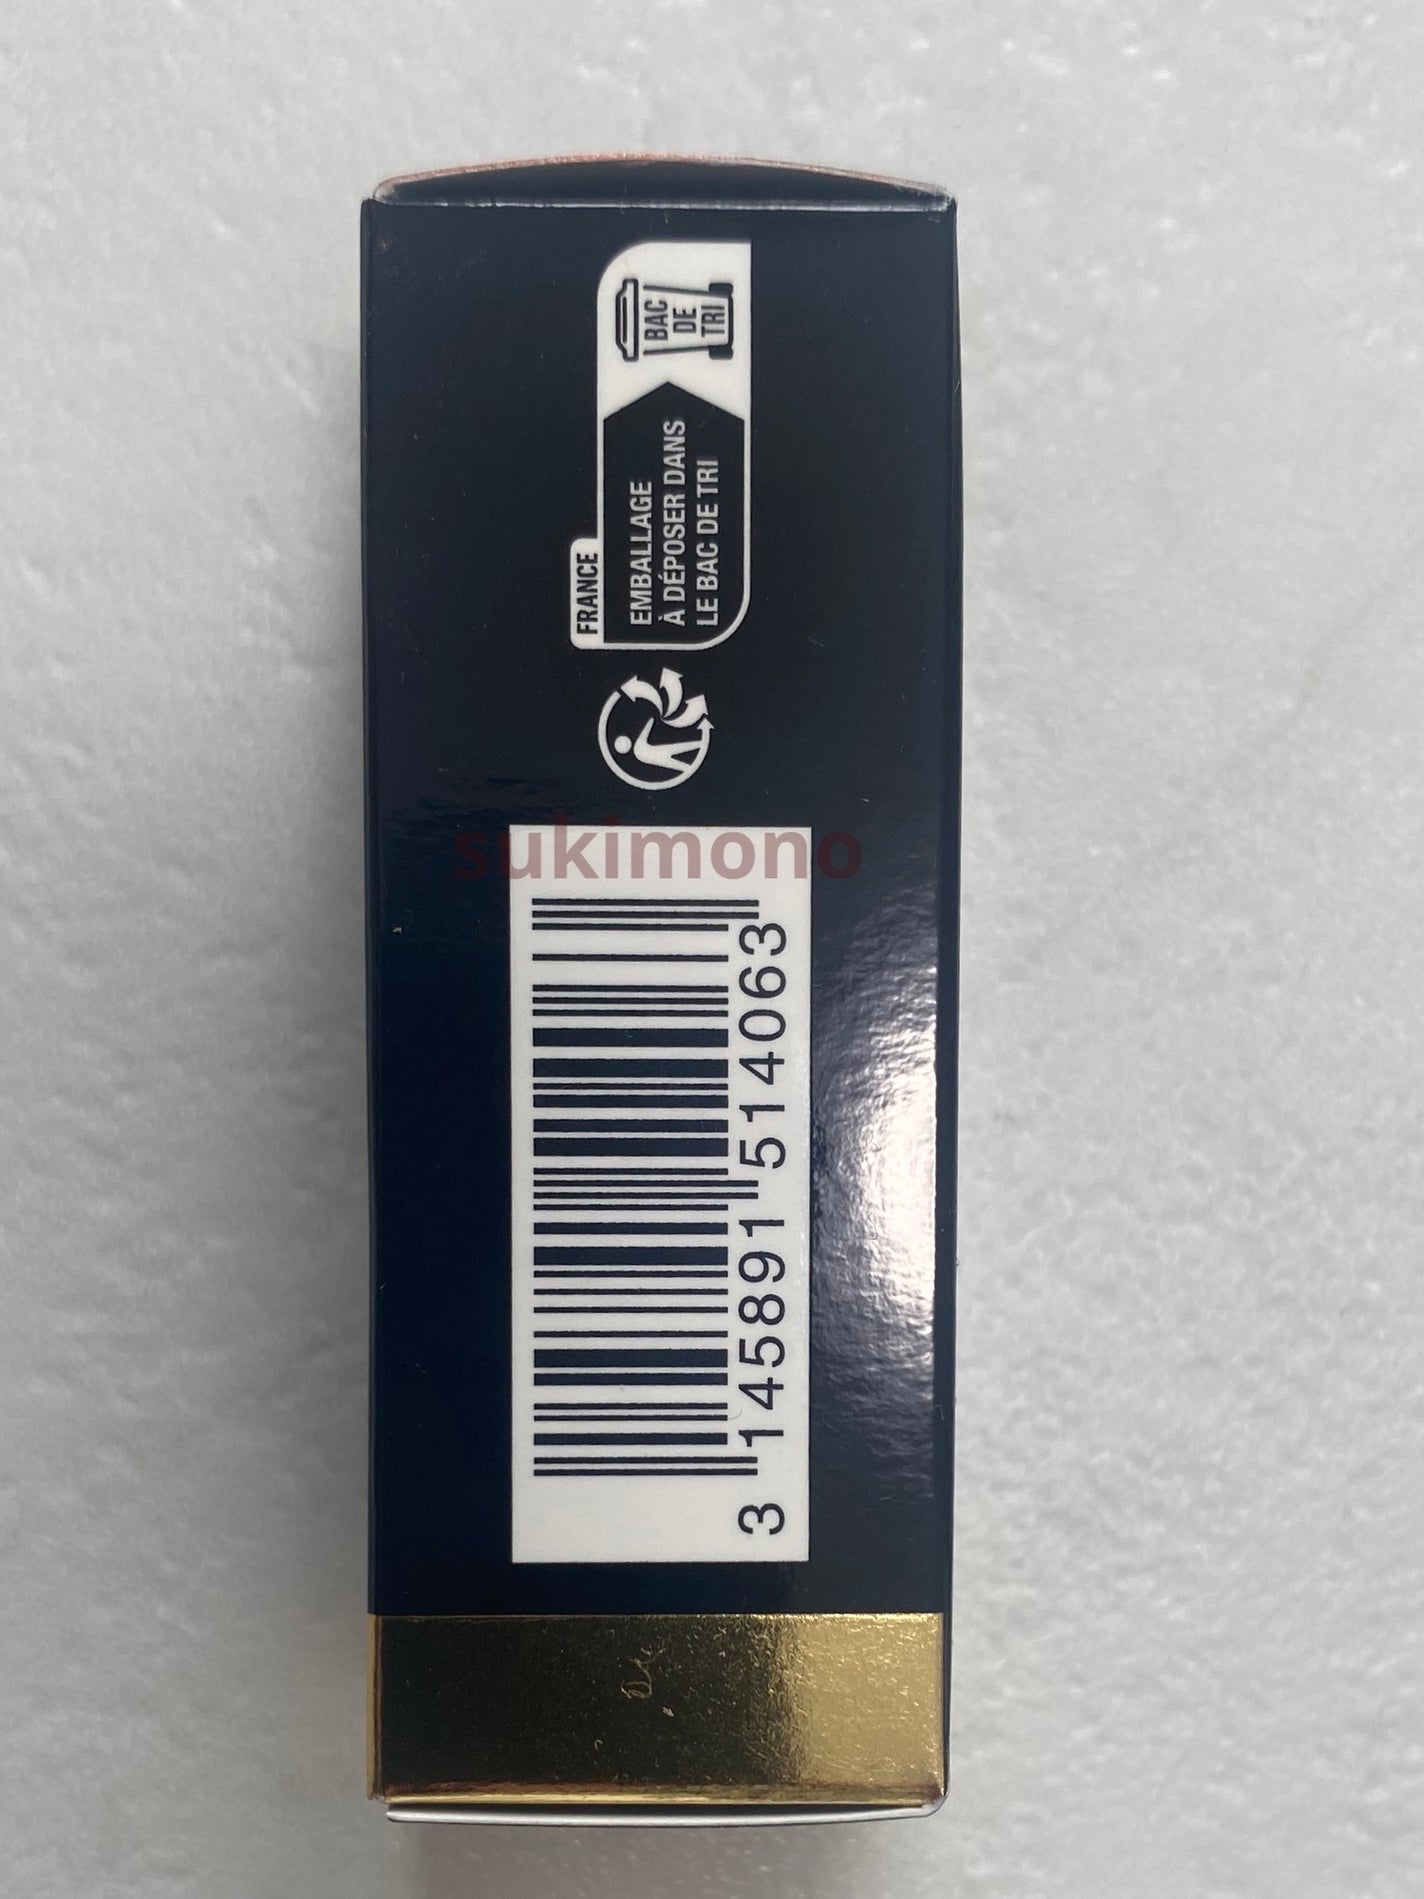 FRANCE
EMBALLAGE
À DÉPOSER DANS
LE BAC DE TRI
BAC
DE
TRI
sukimono
3 145891 514063